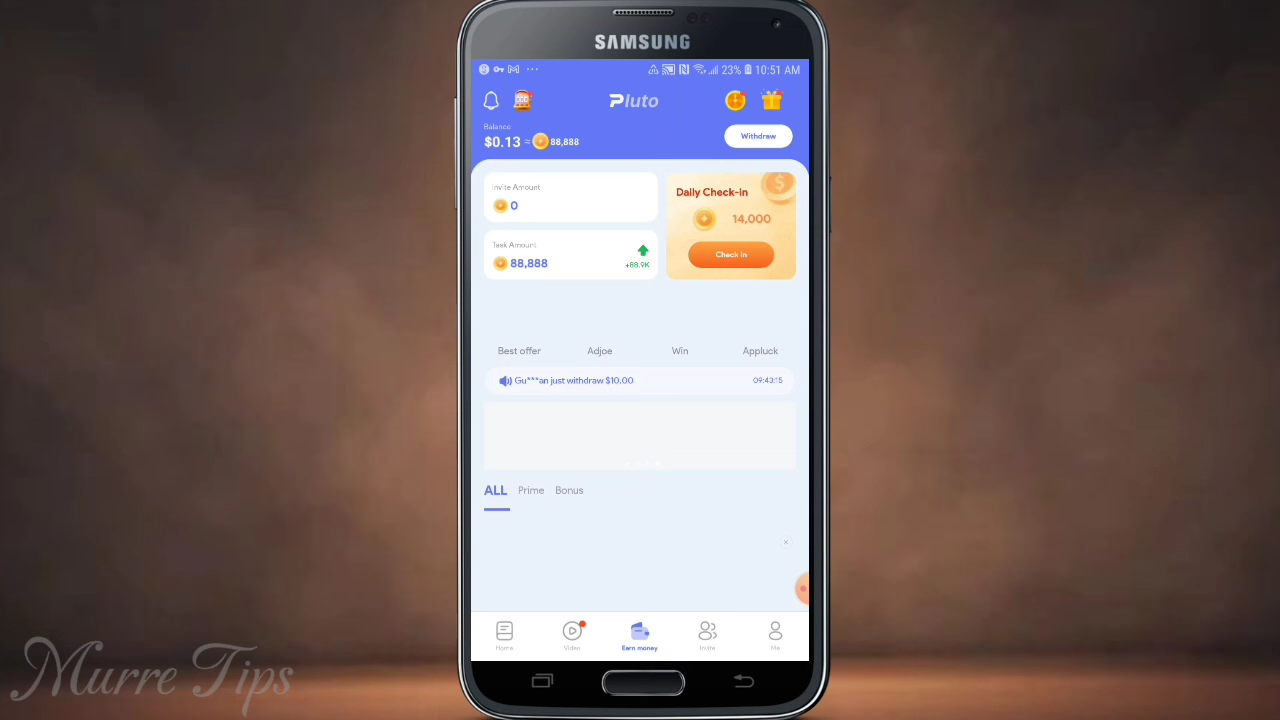 SAMSUNG
23% 10:51 AM
Pluto
Balance
$0.13 ≈ 88,888
Withdraw
Invite Amount
0
Daily Check-in
14,000
Check In
Task Amount
88,888
+88.9K
Best offer Adjoe Win Appluck
Gu***an just withdraw $10.00 09:43:15
ALL Prime Bonus
Home Video Earn money Invite Me
Murre Tips